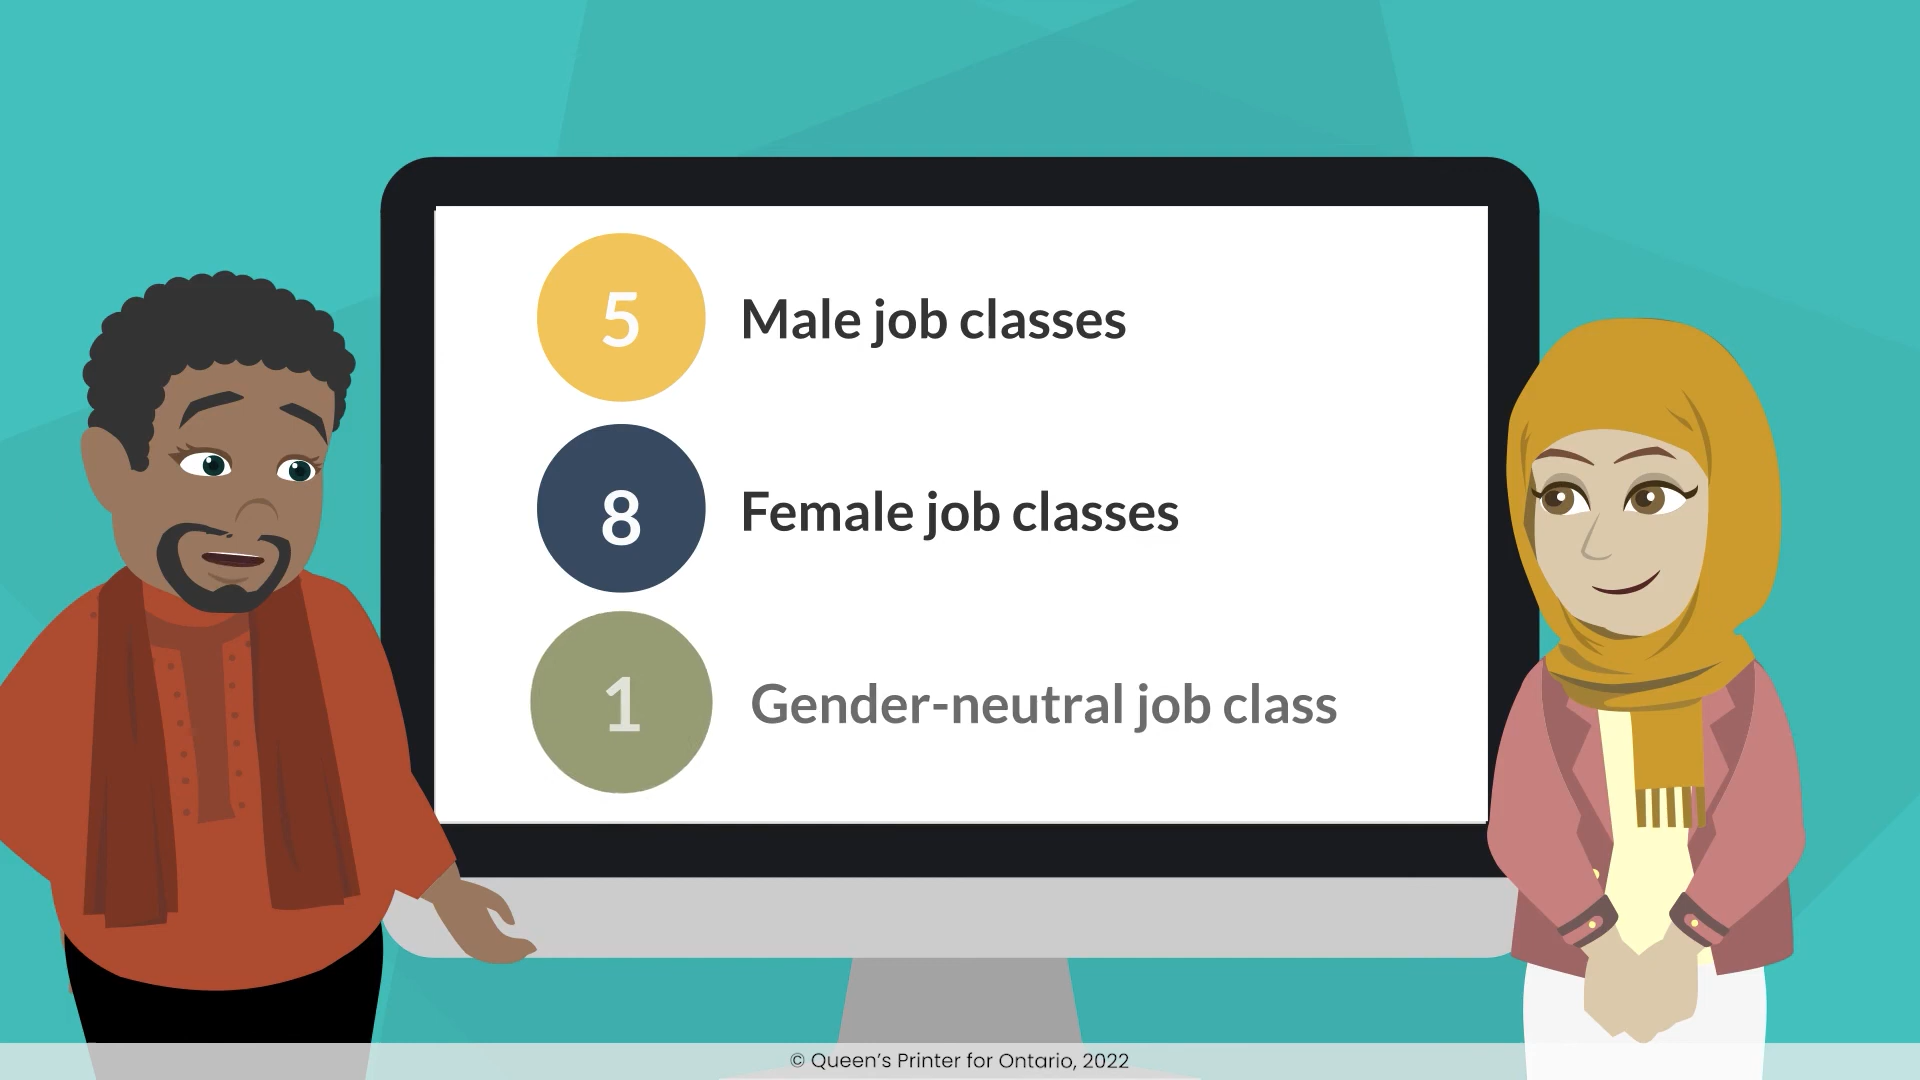 5 Male job classes
8 Female job classes
1 Gender-neutral job class
© Queen’s Printer for Ontario, 2022